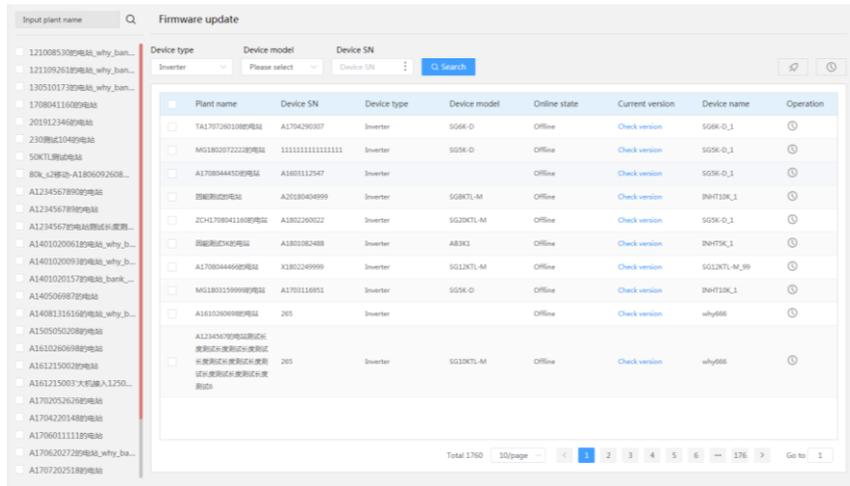 Input plant name
121008530的电站_why_ban...
121109261的电站_why_ban...
130510173的电站_why_ban...
1708041160的电站
201912346的电站
230测试104的电站
50KTL测试电站
80k_s2移动-A1806092608...
A1234567890的电站
A123456789的电站
A1234567的电站测试长度测...
A1401020061的电站_why_b...
A1401020093的电站_why_b...
A1401020157的电站_bank_...
A140506987的电站
A1408131616的电站_why_b...
A1505050208的电站
A1610260698的电站
A161215002的电站
A161215003'大机接入1250...
A1702052626的电站
A1704220148的电站
A1706011111的电站
A170620272的电站_why_ba...
A1707202518的电站
Firmware update
Device type Device model Device SN
Inverter Please select Device SN Search
Plant name Device SN Device type Device model Online state Current version Device name Operation
TA1707260108的电站 A1704290307 Inverter SG6K-D Offline Check version SG6K-D_1
MG1802072222的电站 1111111111111111 Inverter SG5K-D Offline Check version SG5K-D_1
A170804445D的电站 A1603112547 Inverter Offline Check version SG5K-D_1
固能测试的电站 A20180404999 Inverter SG8KTL-M Offline Check version INHT10K_1
ZCH1708041160的电站 A1802260022 Inverter SG20KTL-M Offline Check version SG5K-D_1
固能测试5K的电站 A1801082488 Inverter AB3K1 Offline Check version INHT5K_1
A1708044466的电站 X1802249999 Inverter SG12KTL-M Offline Check version SG12KTL-M_99
MG1803159999的电站 A1703116951 Inverter SG5K-D Offline Check version INHT10K_1
A1610260698的电站 265 Inverter Offline Check version why666
A1234567的电站测试长
度测试长度测试长度测试
长度测试长度测试长度测 265 Inverter SG10KTL-M Offline Check version why666
试长度测试长度测试长度
测试6
Total 1760 10/page < 1 2 3 4 5 6 ••• 176 > Go to 1